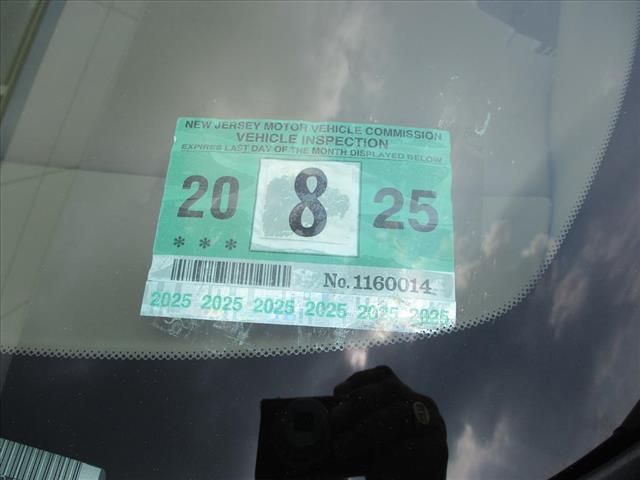 NEW JERSEY MOTOR VEHICLE COMMISSION
VEHICLE INSPECTION
EXPIRES LAST DAY OF THE MONTH DISPLAYED BELOW
20 8 25
* * *
No. 1160014
2025 2025 2025 2025 2025 2025